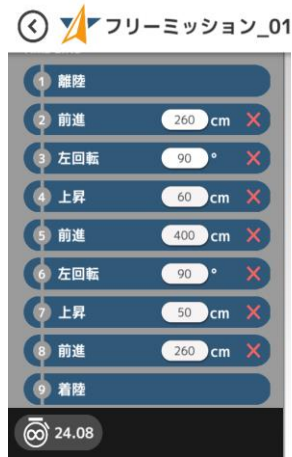 フリーミッション_01
1 離陸
2 前進 260 cm
3 左回転 90 °
4 上昇 60 cm
5 前進 400 cm
6 左回転 90 °
7 上昇 50 cm
8 前進 260 cm
9 着陸
24.08